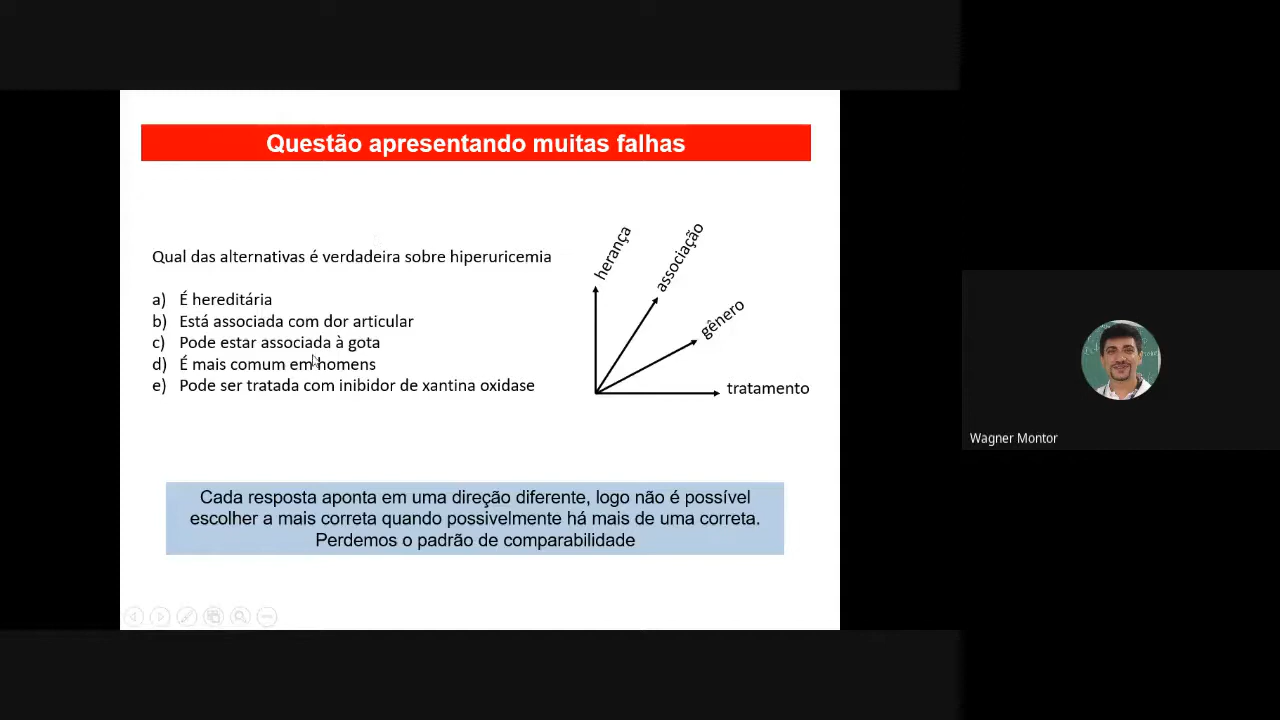 Questão apresentando muitas falhas
Qual das alternativas é verdadeira sobre hiperuricemia
a) É hereditária
b) Está associada com dor articular
c) Pode estar associada à gota
d) É mais comum em homens
e) Pode ser tratada com inibidor de xantina oxidase
herança
associação
gênero
tratamento
Cada resposta aponta em uma direção diferente, logo não é possível
escolher a mais correta quando possivelmente há mais de uma correta.
Perdemos o padrão de comparabilidade
Wagner Montor